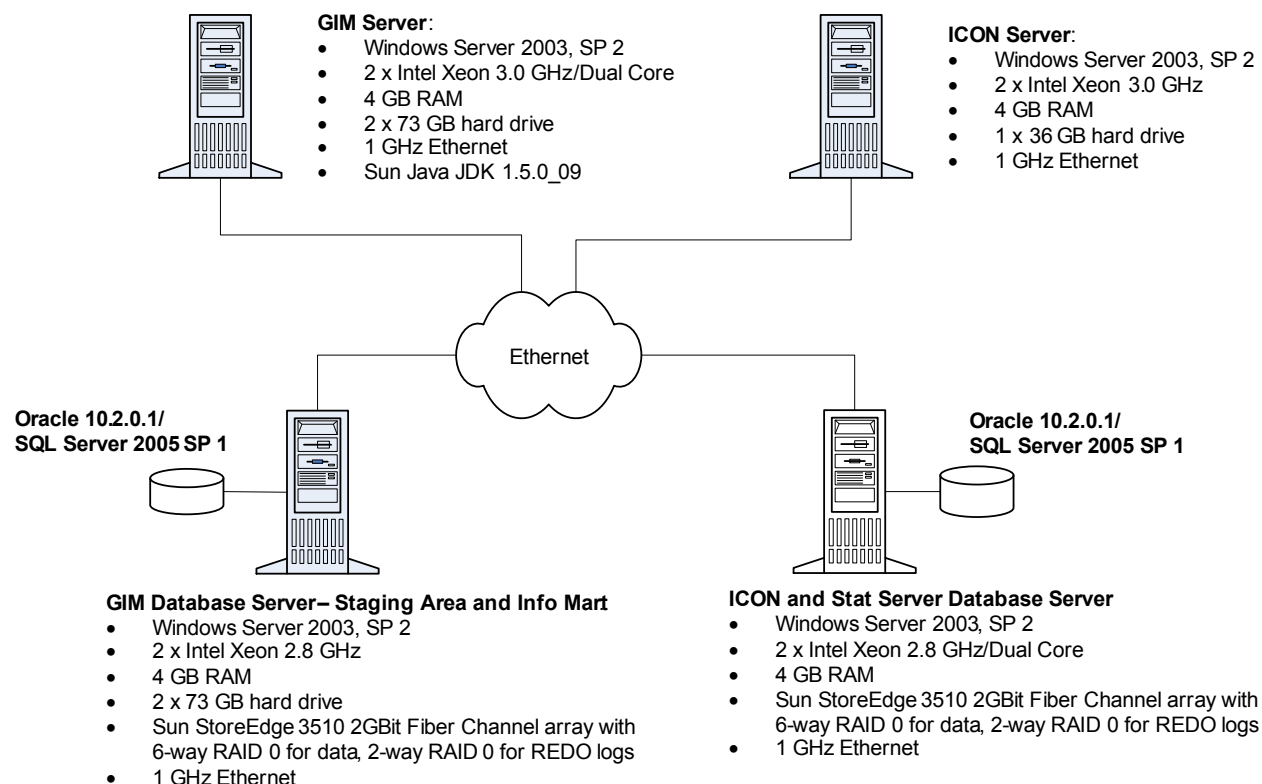 GIM Server:
• Windows Server 2003, SP 2
• 2 x Intel Xeon 3.0 GHz/Dual Core
• 4 GB RAM
• 2 x 73 GB hard drive
• 1 GHz Ethernet
• Sun Java JDK 1.5.0_09
ICON Server:
• Windows Server 2003, SP 2
• 2 x Intel Xeon 3.0 GHz
• 4 GB RAM
• 1 x 36 GB hard drive
• 1 GHz Ethernet
Ethernet
Oracle 10.2.0.1/
SQL Server 2005 SP 1
Oracle 10.2.0.1/
SQL Server 2005 SP 1
GIM Database Server– Staging Area and Info Mart
• Windows Server 2003, SP 2
• 2 x Intel Xeon 2.8 GHz
• 4 GB RAM
• 2 x 73 GB hard drive
• Sun StoreEdge 3510 2GBit Fiber Channel array with
6-way RAID 0 for data, 2-way RAID 0 for REDO logs
• 1 GHz Ethernet
ICON and Stat Server Database Server
• Windows Server 2003, SP 2
• 2 x Intel Xeon 2.8 GHz/Dual Core
• 4 GB RAM
• Sun StoreEdge 3510 2GBit Fiber Channel array with
6-way RAID 0 for data, 2-way RAID 0 for REDO logs
• 1 GHz Ethernet